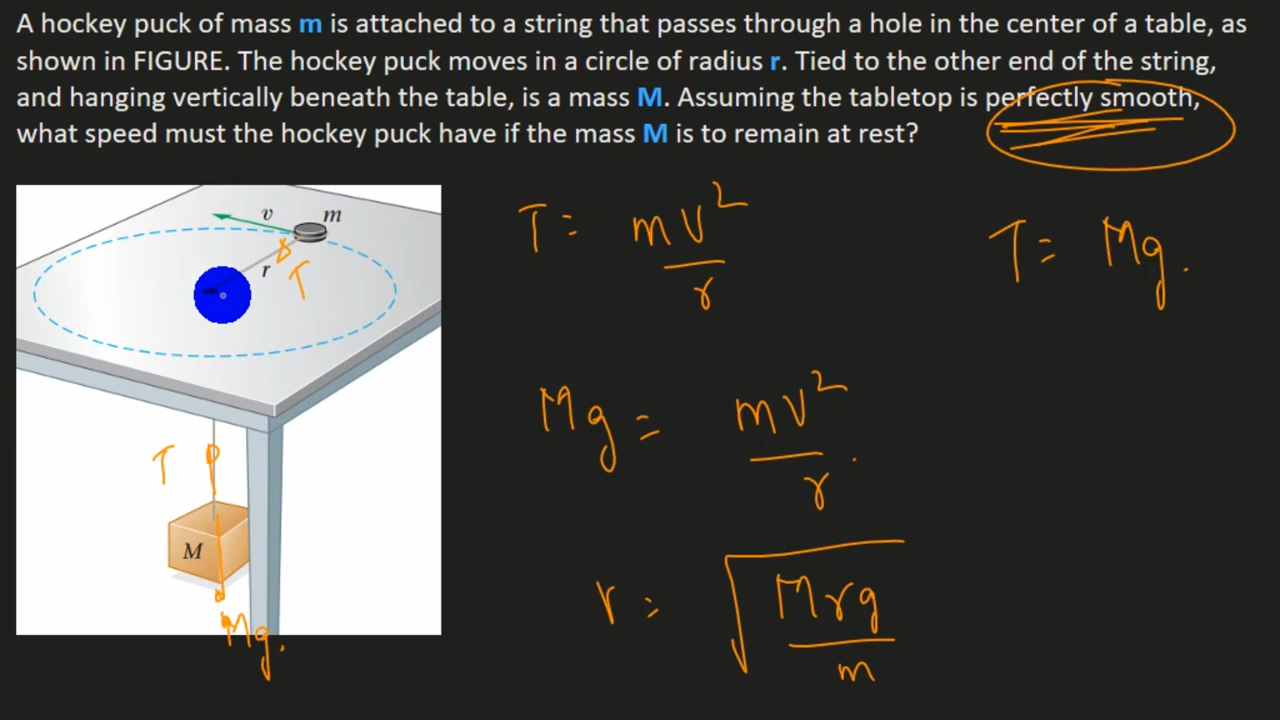 A hockey puck of mass m is attached to a string that passes through a hole in the center of a table, as
shown in FIGURE. The hockey puck moves in a circle of radius r. Tied to the other end of the string,
and hanging vertically beneath the table, is a mass M. Assuming the tabletop is perfectly smooth,
what speed must the hockey puck have if the mass M is to remain at rest?
v m
r T
T = mv²/r
T = Mg.
Mg = mv²/r.
T
M
Mg.
v = √(Mrg/m)